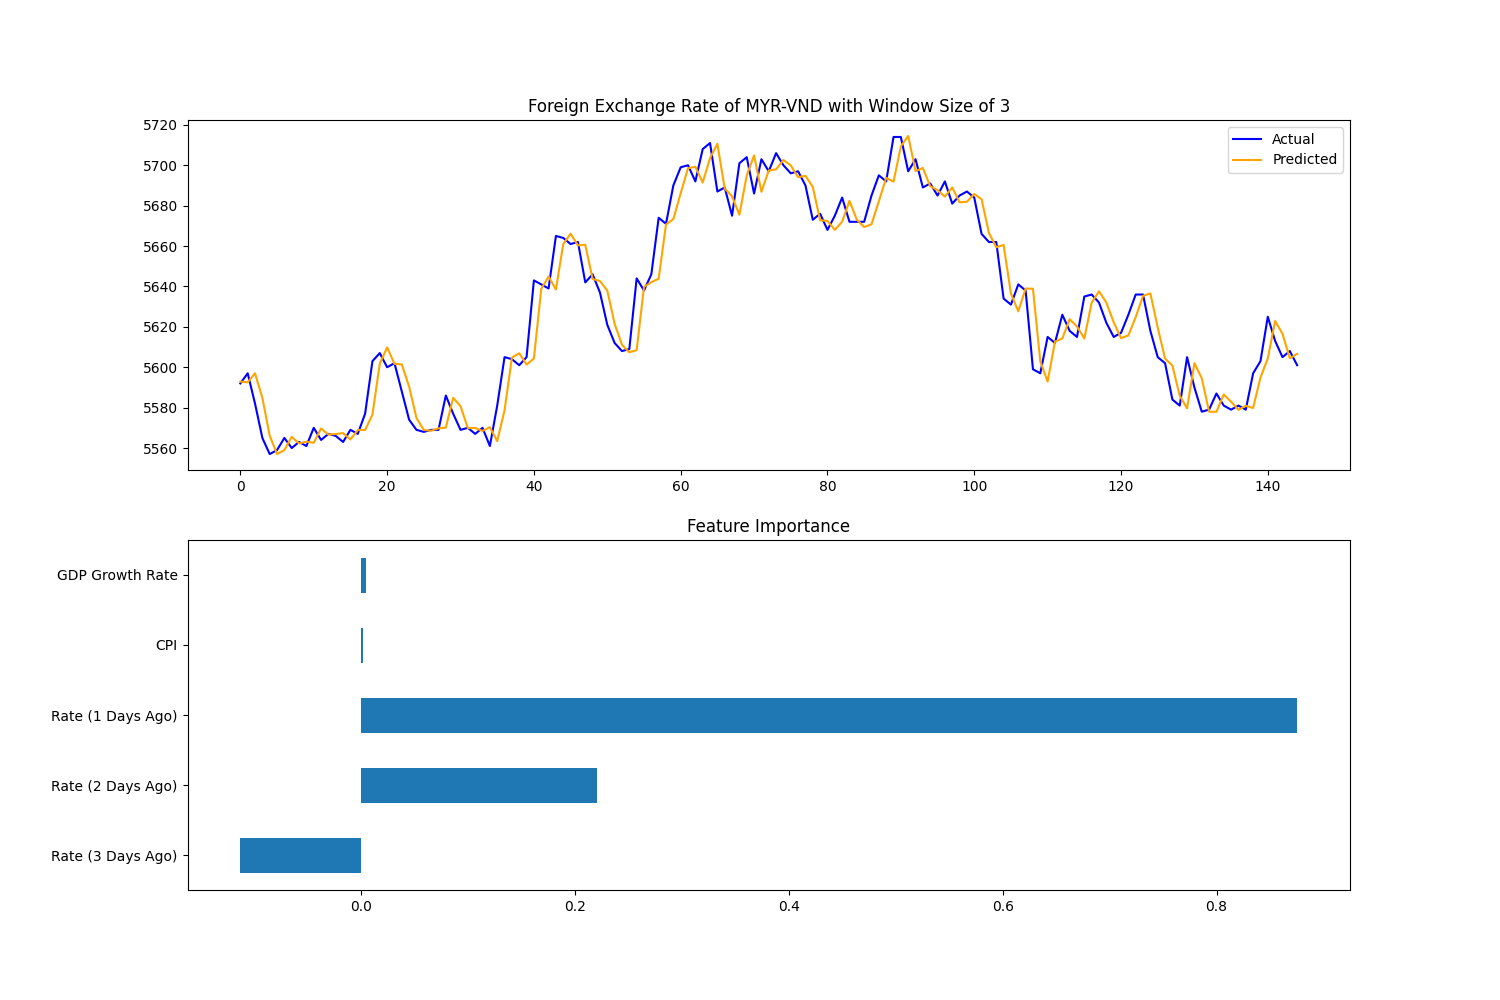 Foreign Exchange Rate of MYR-VND with Window Size of 3
5720
5700
5680
5660
5640
5620
5600
5580
5560
Actual
Predicted
0 20 40 60 80 100 120 140
Feature Importance
GDP Growth Rate
CPI
Rate (1 Days Ago)
Rate (2 Days Ago)
Rate (3 Days Ago)
0.0 0.2 0.4 0.6 0.8